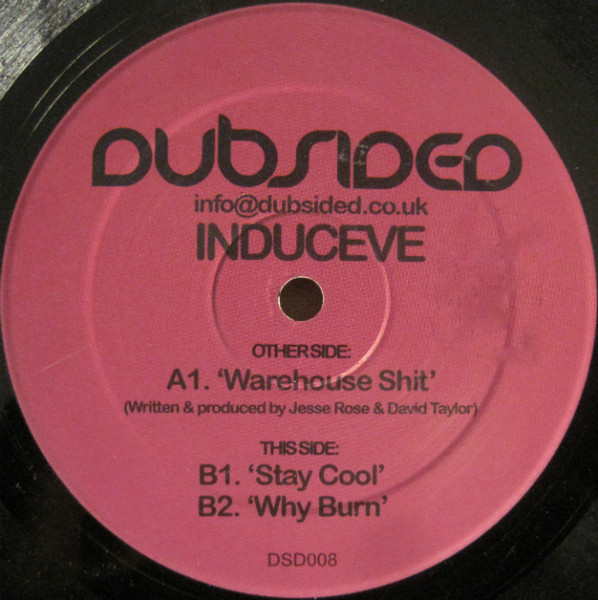 DUBSIDED
info@dubsided.co.uk
INDUCEVE
OTHER SIDE:
A1. ‘Warehouse Shit’
(Written & produced by Jesse Rose & David Taylor)
THIS SIDE:
B1. ‘Stay Cool’
B2. ‘Why Burn’
DSD008